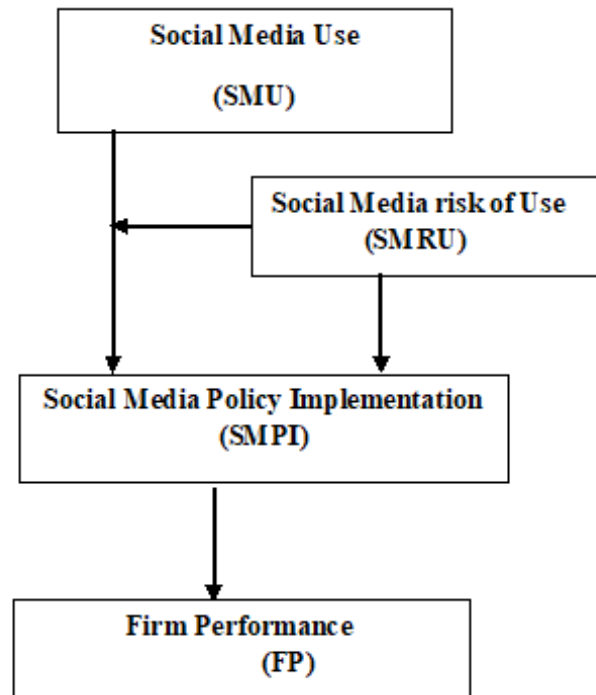 Social Media Use
(SMU)
Social Media risk of Use
(SMRU)
Social Media Policy Implementation
(SMPI)
Firm Performance
(FP)